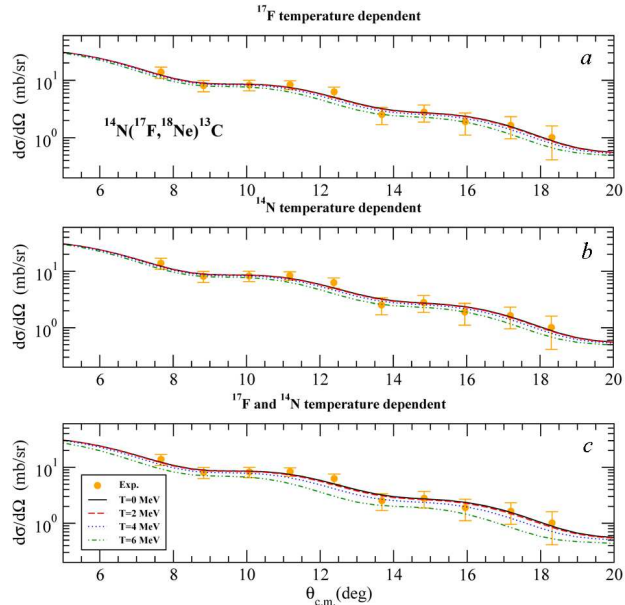 ¹⁷F temperature dependent
a
dσ/dΩ (mb/sr)
10¹
10⁰
¹⁴N(¹⁷F,¹⁸Ne)¹³C
6 8 10 12 14 16 18 20
¹⁴N temperature dependent
b
dσ/dΩ (mb/sr)
10¹
10⁰
6 8 10 12 14 16 18 20
¹⁷F and ¹⁴N temperature dependent
c
dσ/dΩ (mb/sr)
10¹
10⁰
Exp.
T=0 MeV
T=2 MeV
T=4 MeV
T=6 MeV
6 8 10 12 14 16 18 20
θc.m.(deg)